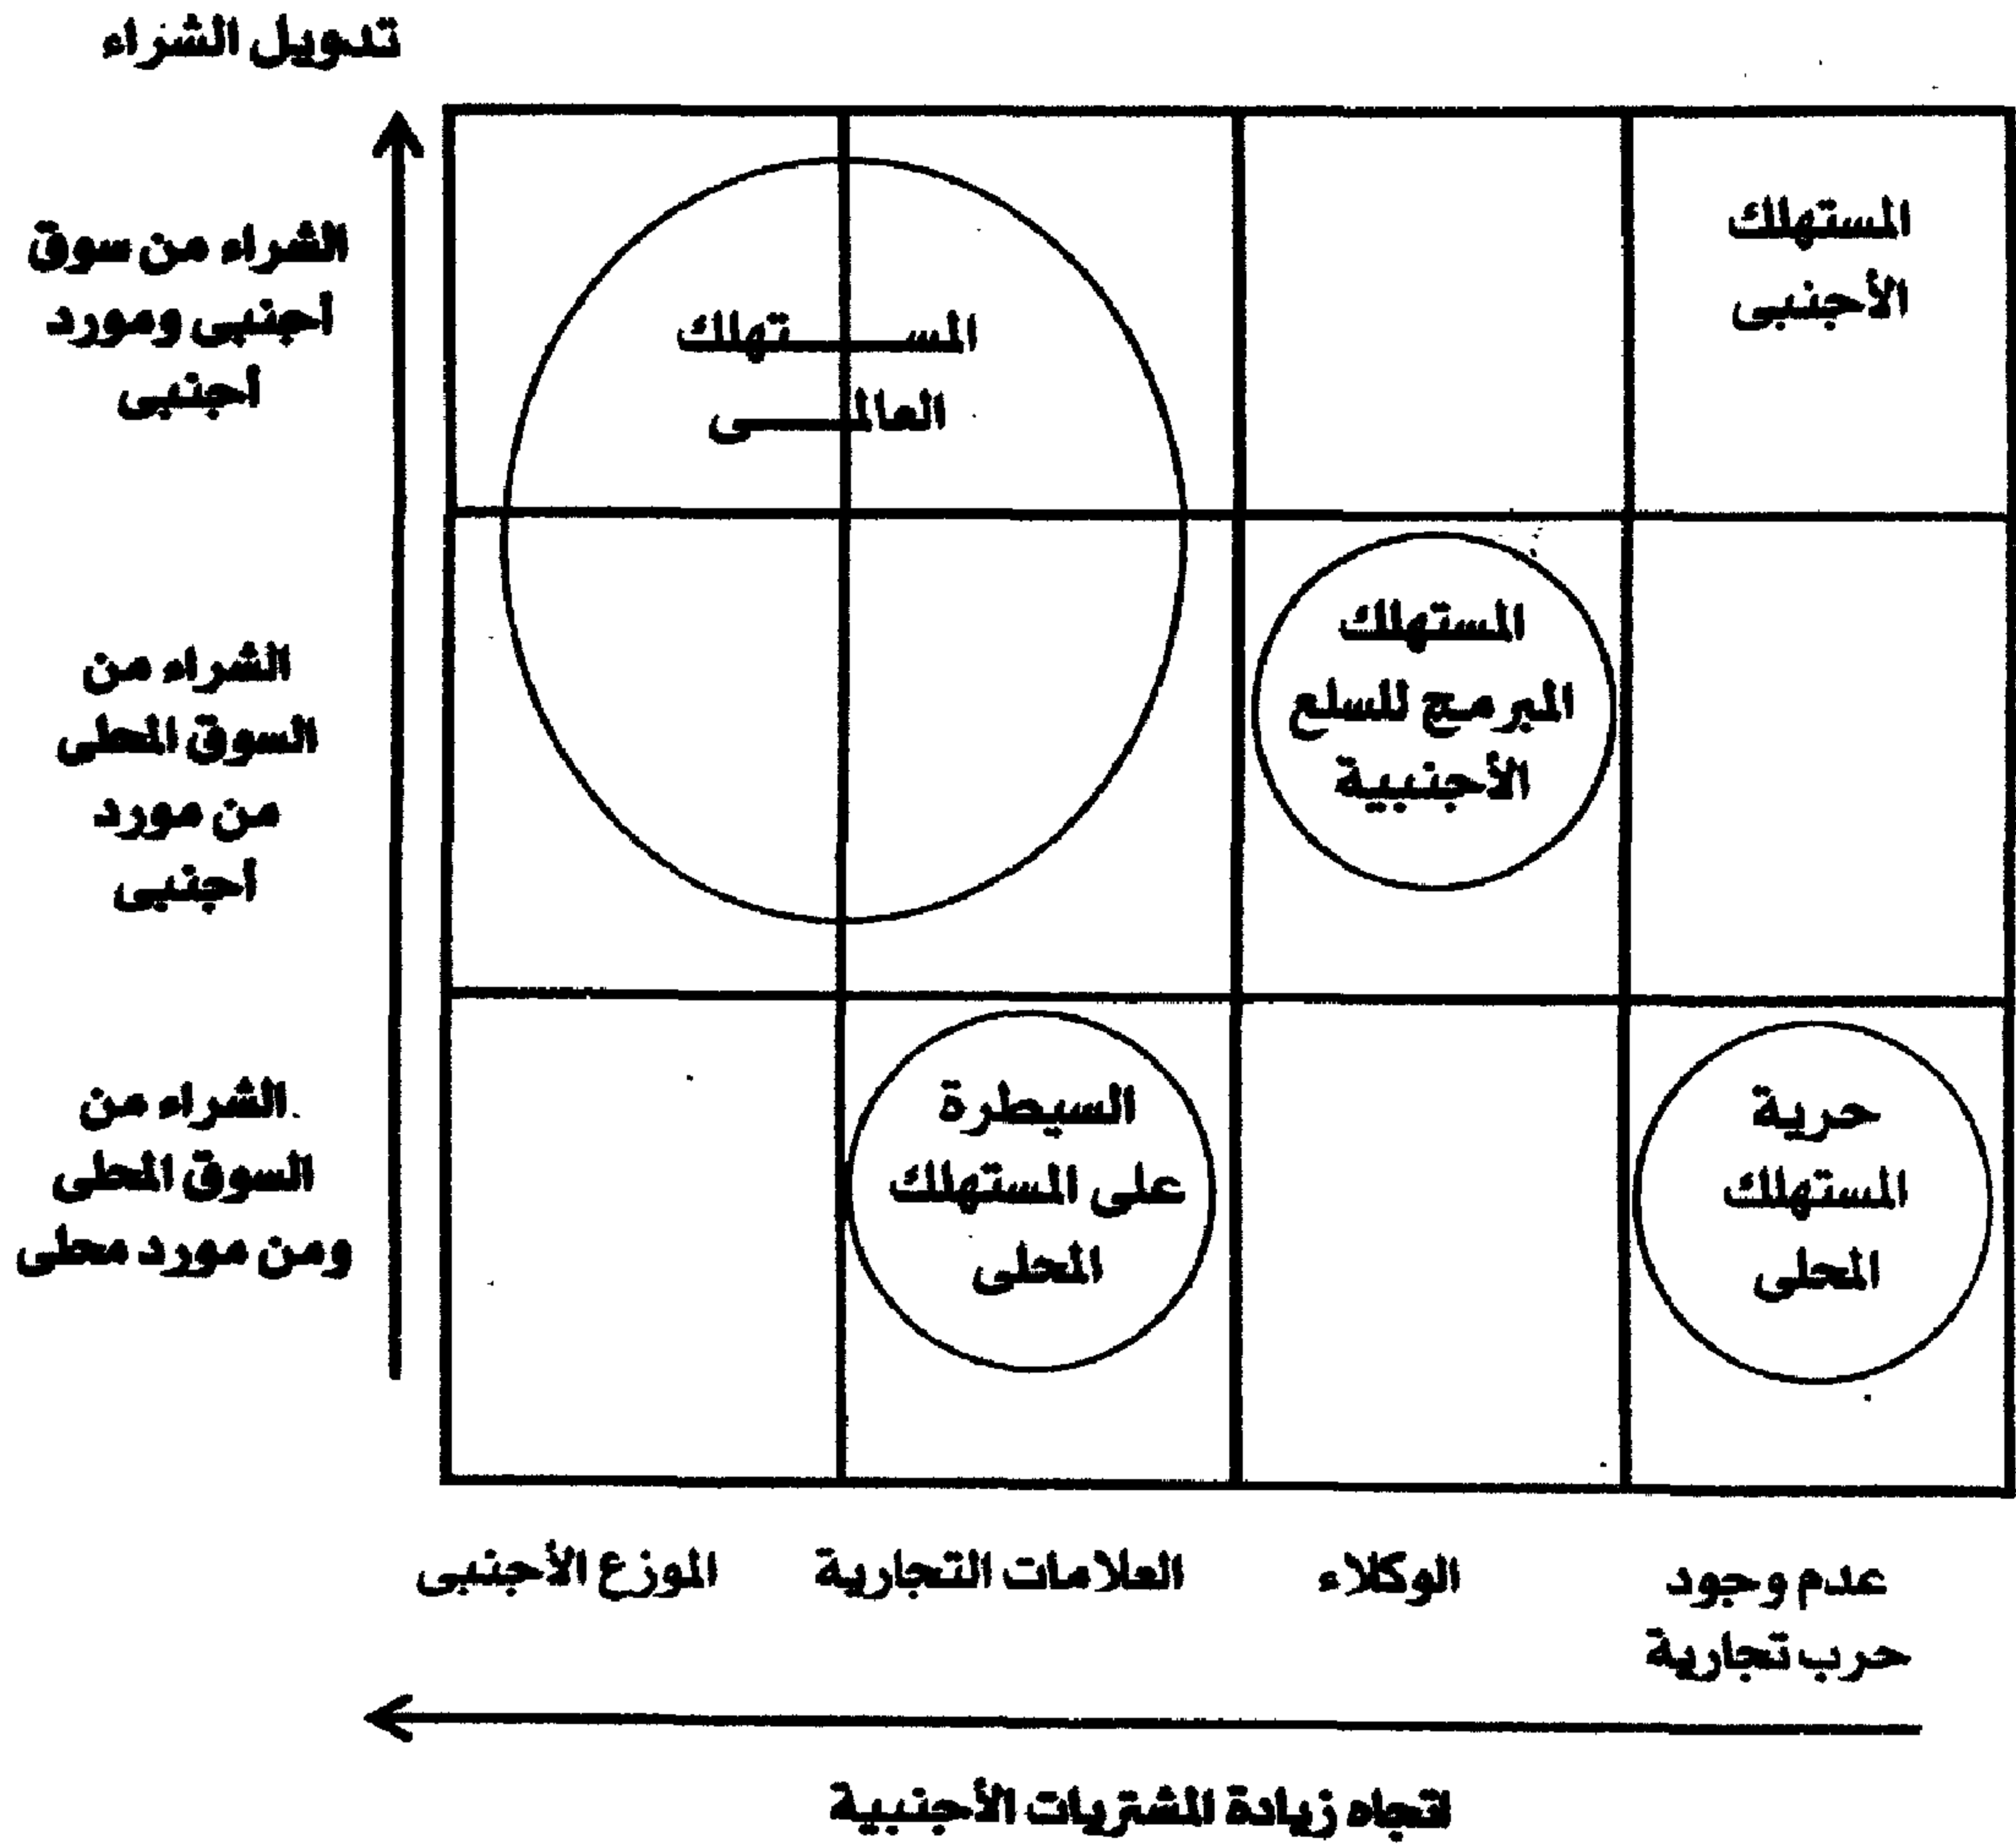 تدويل الشراء
الشراء من سوق
اجنبى ومورد
أجنبى
الشراء من
السوق المحلى
من مورد
اجنبى
الشراء من
السوق المحلى
ومن مورد محلى
المستهلك
الأجنبى
المستهلك
العالمى
المستهلك
المبرمج للسلع
الأجنبية
حرية
المستهلك
المحلى
السيطرة
على المستهلك
المحلى
عدم وجود
حرب تجارية
الوكلاء
العلامات التجارية
الموزع الأجنبى
اتجاه زيادة المشتريات الأجنبية